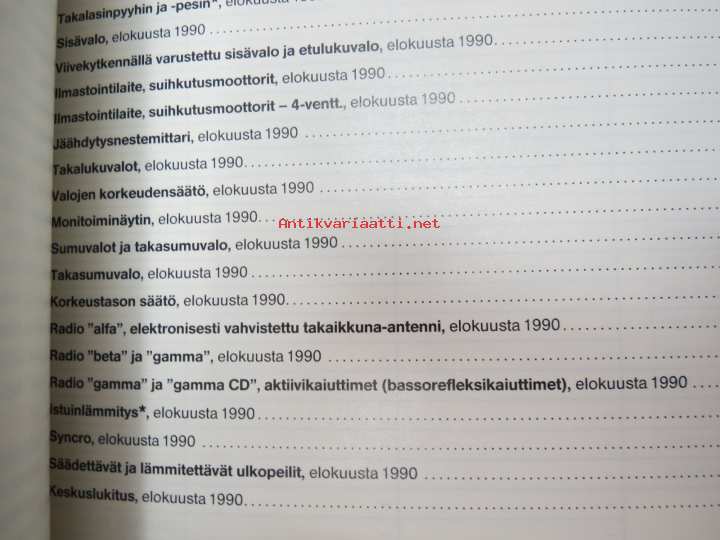 Takalasinpyyhin ja -pesin*, elokuusta
Sisävalo, elokuusta 1990
Viivekytkennällä varustettu sisävalo ja etulukuvalo, elokuusta 1990
Ilmastointilaite, suihkutusmoottorit, elokuusta 1990
Ilmastointilaite, suihkutusmoottorit – 4-ventt., elokuusta 1990
Jäähdytysnestemittari, elokuusta 1990
Takalukuvalot, elokuusta 1990
Valojen korkeudensäätö, elokuusta 1990
Monitoiminäytin, elokuusta 1990
Antikvariaatti.net
Sumuvalot ja takasumuvalo, elokuusta 1990
Takasumuvalo, elokuusta 1990
Korkeustason säätö, elokuusta 1990
Radio "alfa", elektronisesti vahvistettu takaikkuna-antenni, elokuusta 1990
Radio "beta" ja "gamma", elokuusta 1990
Radio "gamma" ja "gamma CD", aktiivikaiuttimet (bassorefleksikaiuttimet), elokuusta 1990
Istuinlämmitys*, elokuusta 1990
Syncro, elokuusta 1990
Säädettävät ja lämmitettävät ulkopeilit, elokuusta 1990
Keskuslukitus, elokuusta 1990